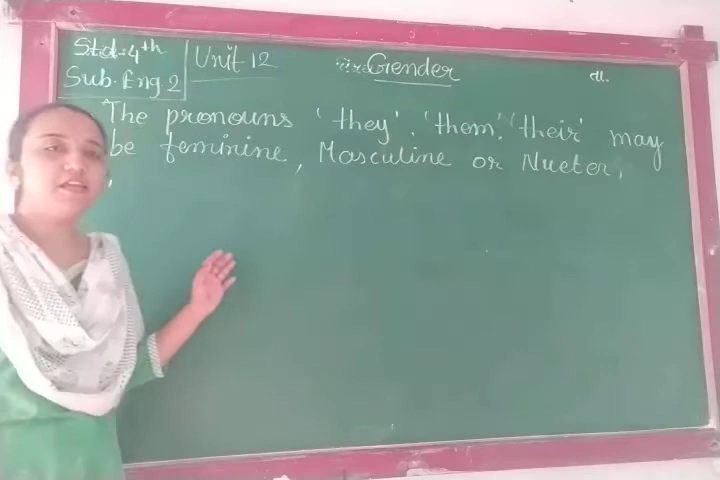 Std-4th
Sub. Eng 2
Unit-12
Gender
The pronouns 'they', 'them', 'their' may
be feminine, Masculine or Nueter.